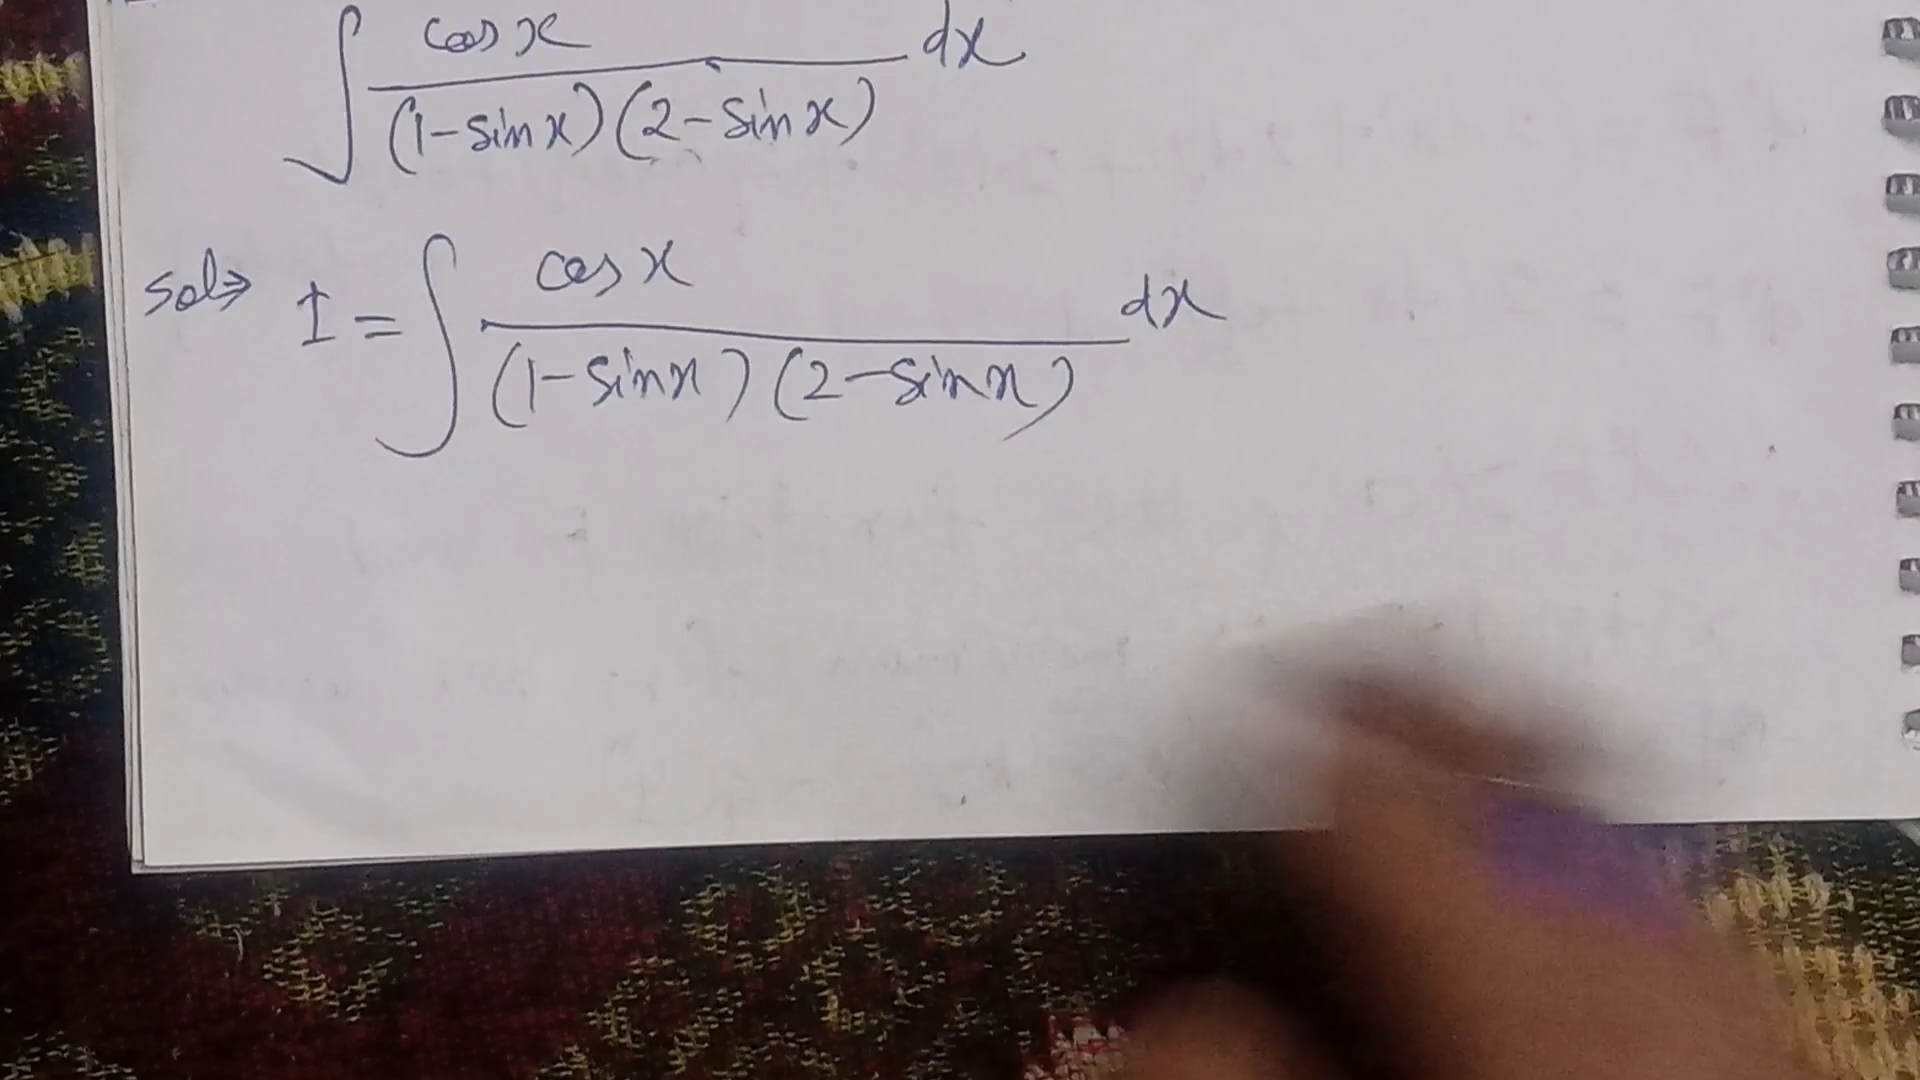 ∫ cos x / (1-sin x)(2-sin x) dx
Sol⇒ I = ∫ cos x / (1-sin x)(2-sin x) dx